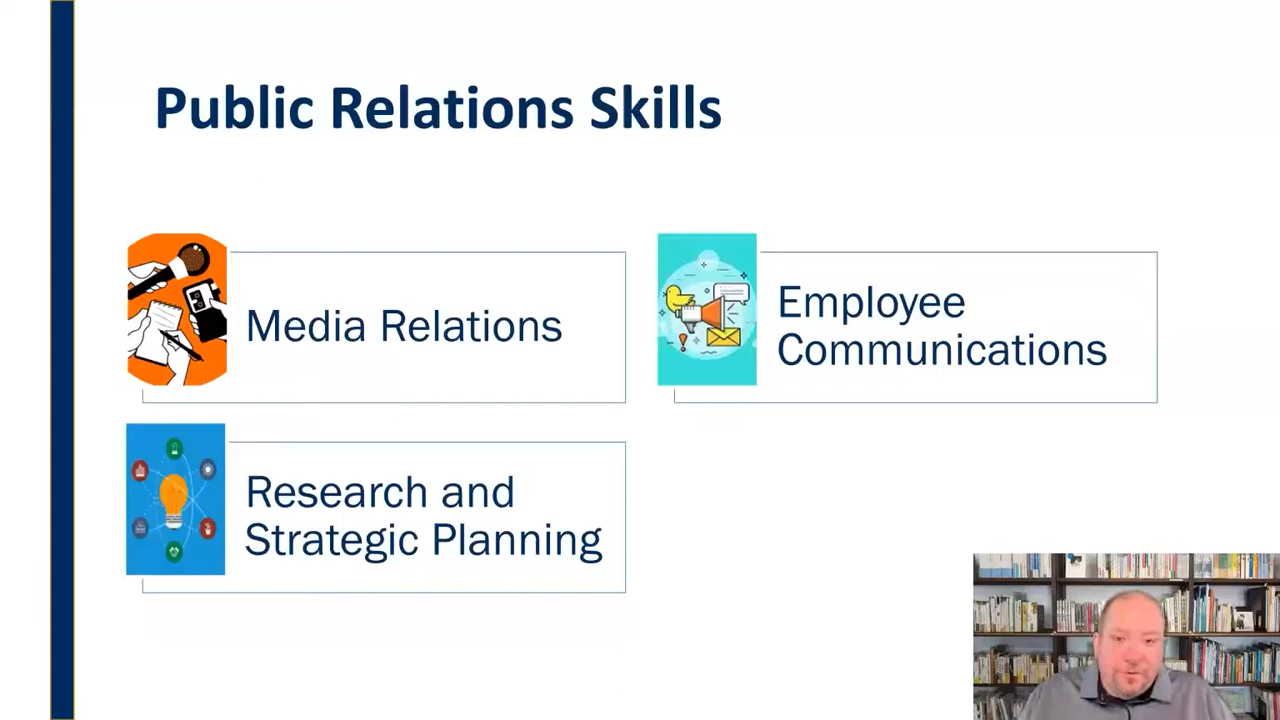 Public Relations Skills
Media Relations
Employee
Communications
Research and
Strategic Planning